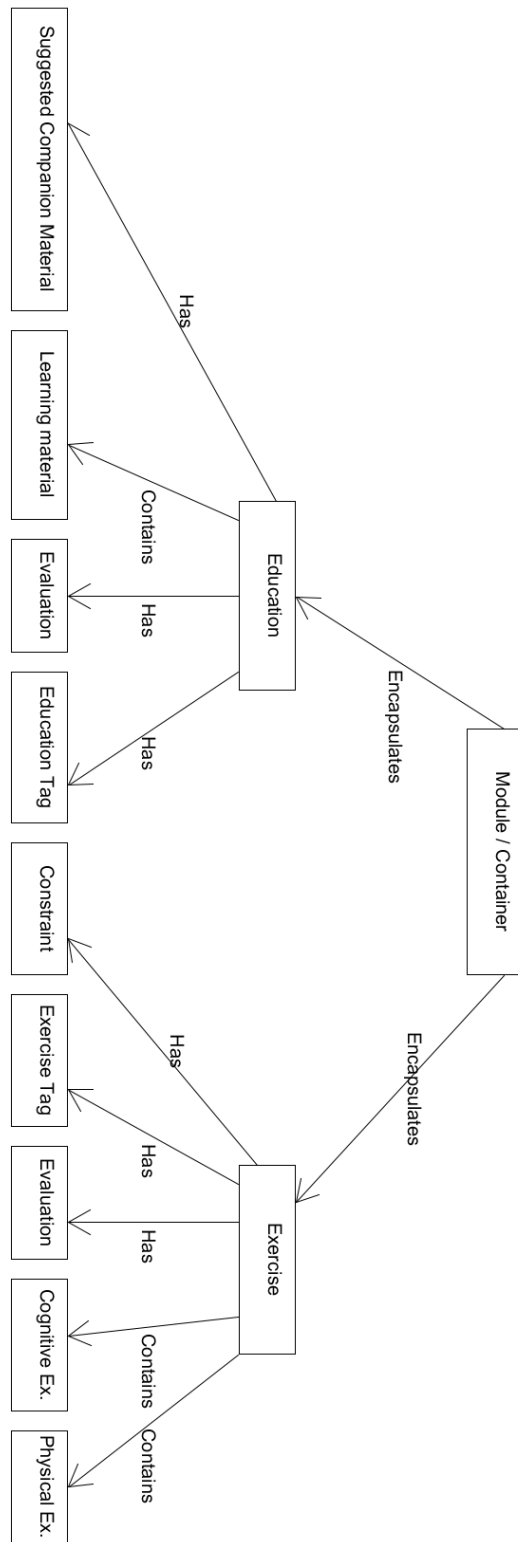 Module / Container
Encapsulates
Encapsulates
Education
Exercise
Has
Contains
Has
Has
Has
Has
Has
Contains
Contains
Suggested Companion Material
Learning material
Evaluation
Education Tag
Constraint
Exercise Tag
Evaluation
Cognitive Ex.
Physical Ex.